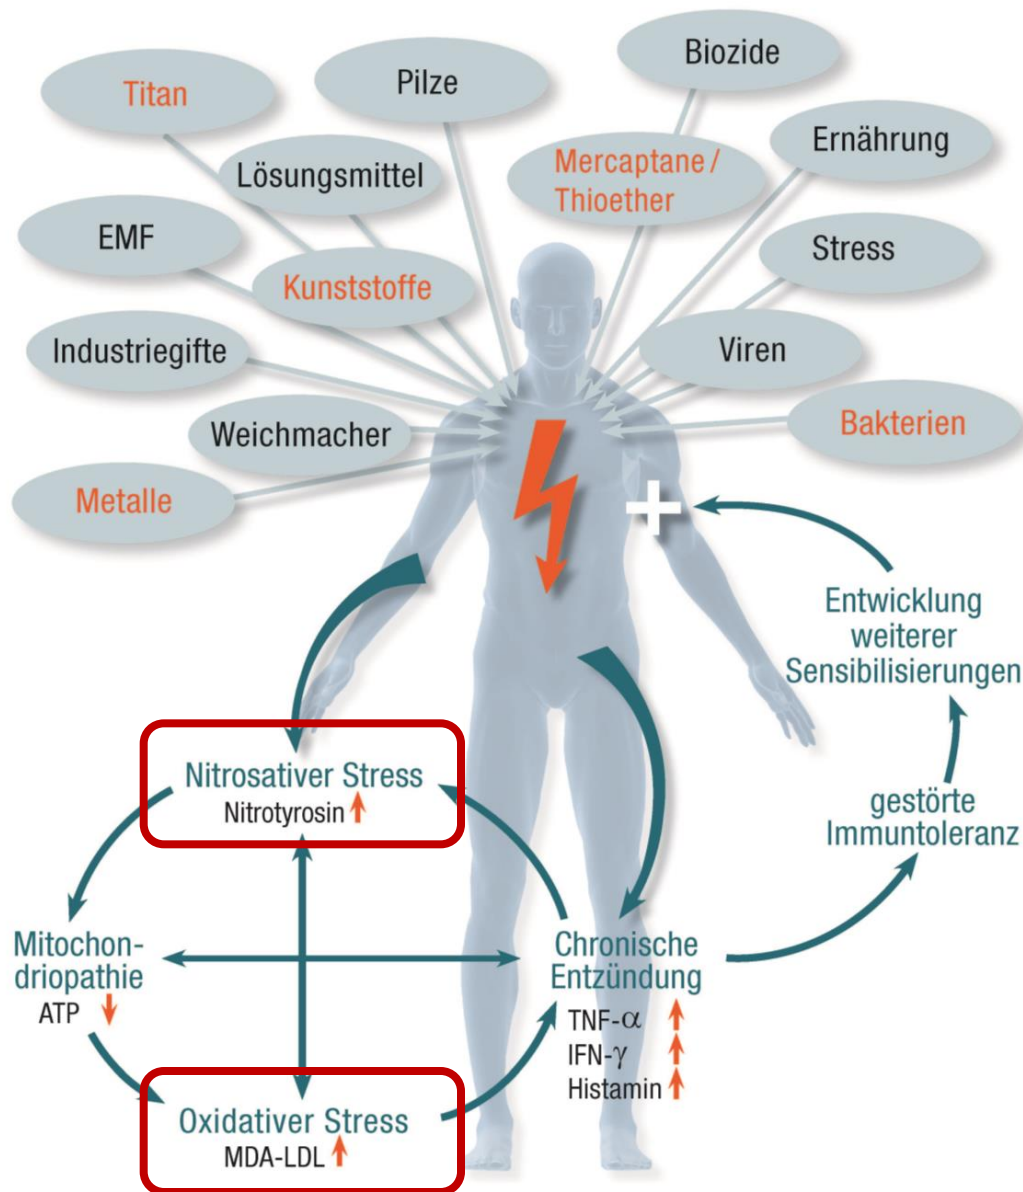 Titan
Pilze
Biozide
Lösungsmittel
Mercaptane /
Thioether
Ernährung
EMF
Kunststoffe
Stress
Industriegifte
Viren
Weichmacher
Bakterien
Metalle
Entwicklung
weiterer
Sensibilisierungen
Nitrosativer Stress
Nitrotyrosin
gestörte
Immuntoleranz
Mitochon-
driopathie
ATP
Chronische
Entzündung
TNF-α
IFN-γ
Histamin
Oxidativer Stress
MDA-LDL